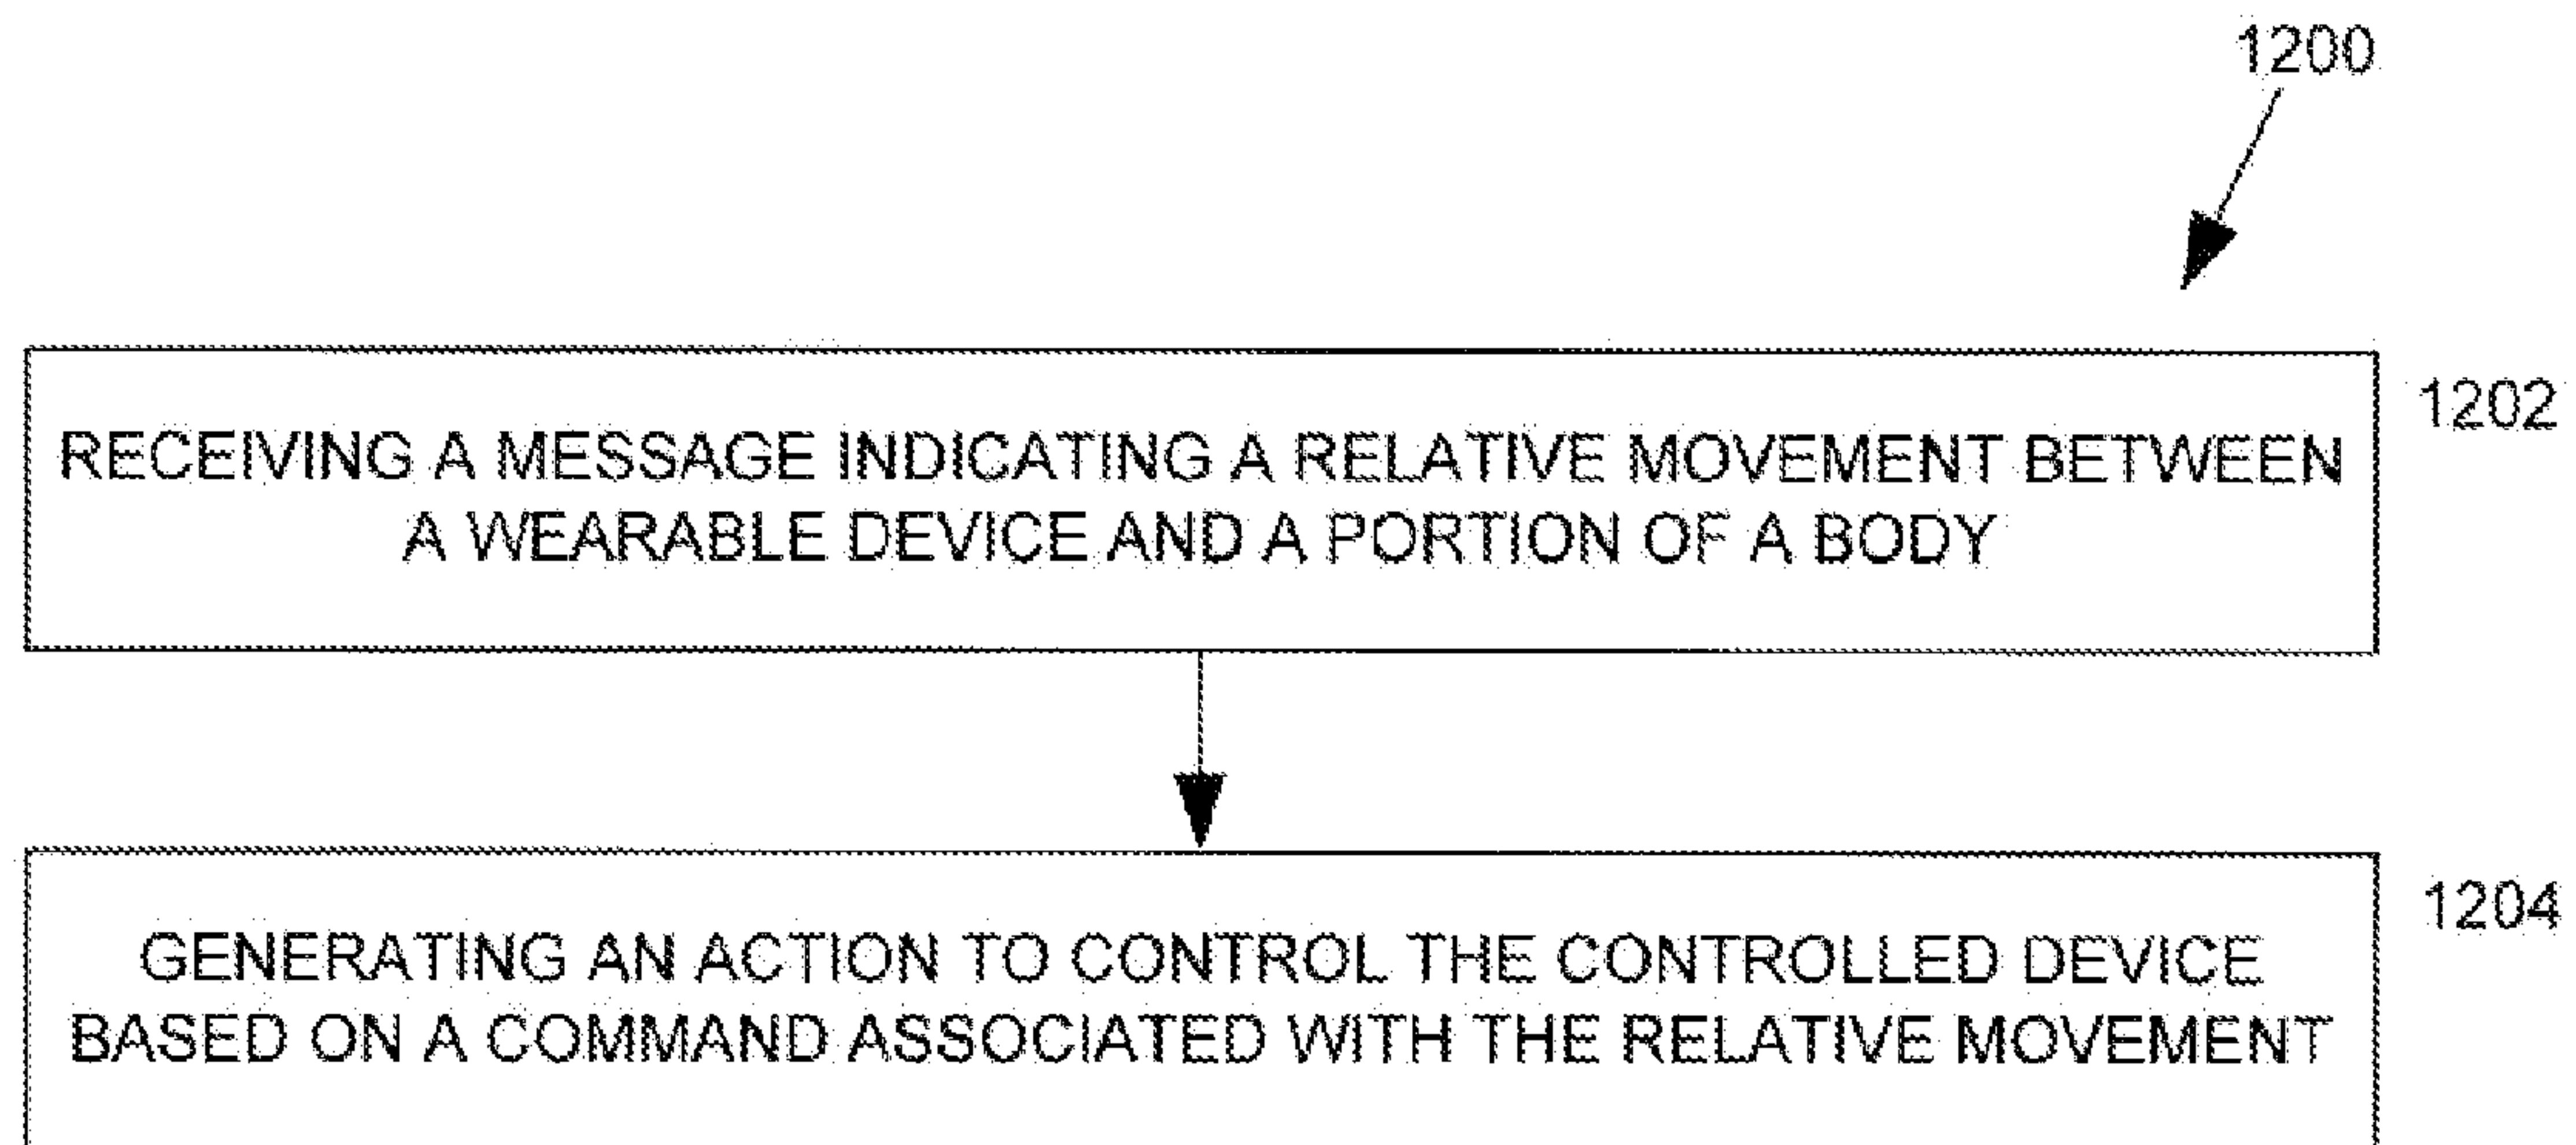 1200
RECEIVING A MESSAGE INDICATING A RELATIVE MOVEMENT BETWEEN
A WEARABLE DEVICE AND A PORTION OF A BODY
1202
GENERATING AN ACTION TO CONTROL THE CONTROLLED DEVICE
BASED ON A COMMAND ASSOCIATED WITH THE RELATIVE MOVEMENT
1204